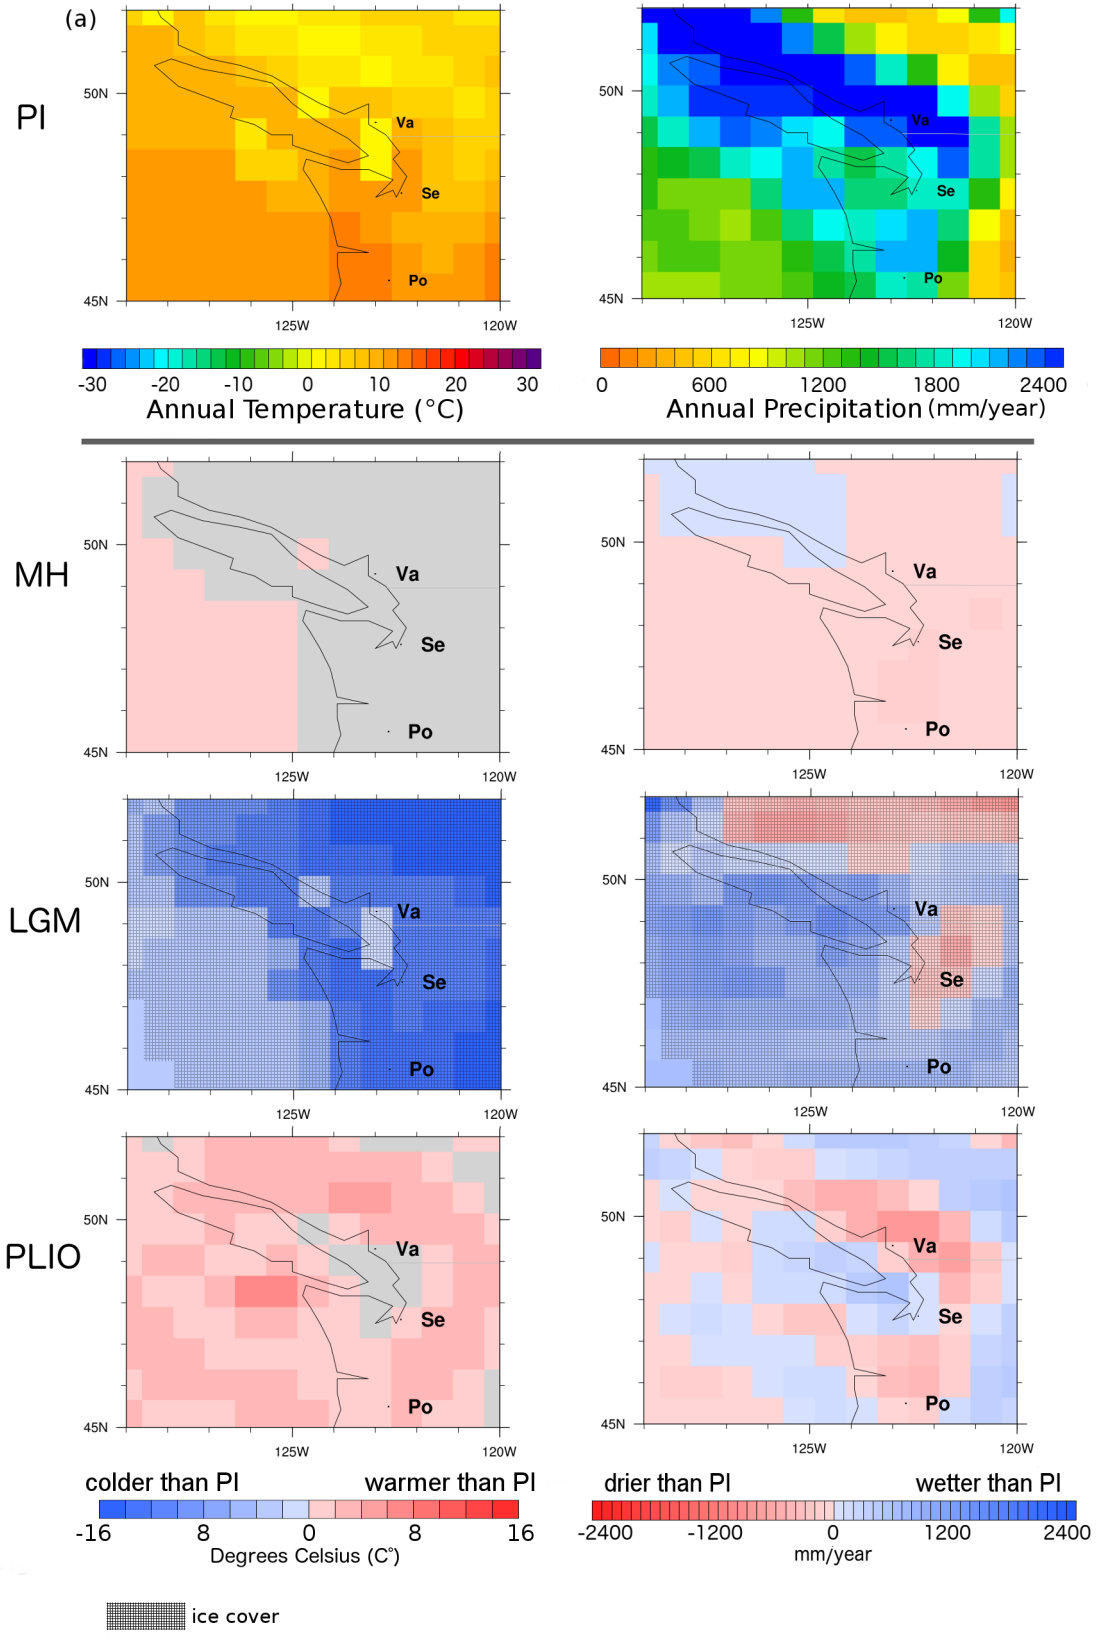 (a)
PI
50N
45N
125W
120W
Va
Se
Po
50N
45N
125W
120W
Va
Se
Po
-30 -20 -10 0 10 20 30
Annual Temperature (°C)
0 600 1200 1800 2400
Annual Precipitation (mm/year)
MH
50N
45N
125W
120W
Va
Se
Po
50N
45N
125W
120W
Va
Se
Po
LGM
50N
45N
125W
120W
Va
Se
Po
50N
45N
125W
120W
Va
Se
Po
PLIO
50N
45N
125W
120W
Va
Se
Po
50N
45N
125W
120W
Va
Se
Po
colder than PI warmer than PI
-16 8 0 8 16
Degrees Celsius (C°)
drier than PI wetter than PI
-2400 -1200 0 1200 2400
mm/year
ice cover